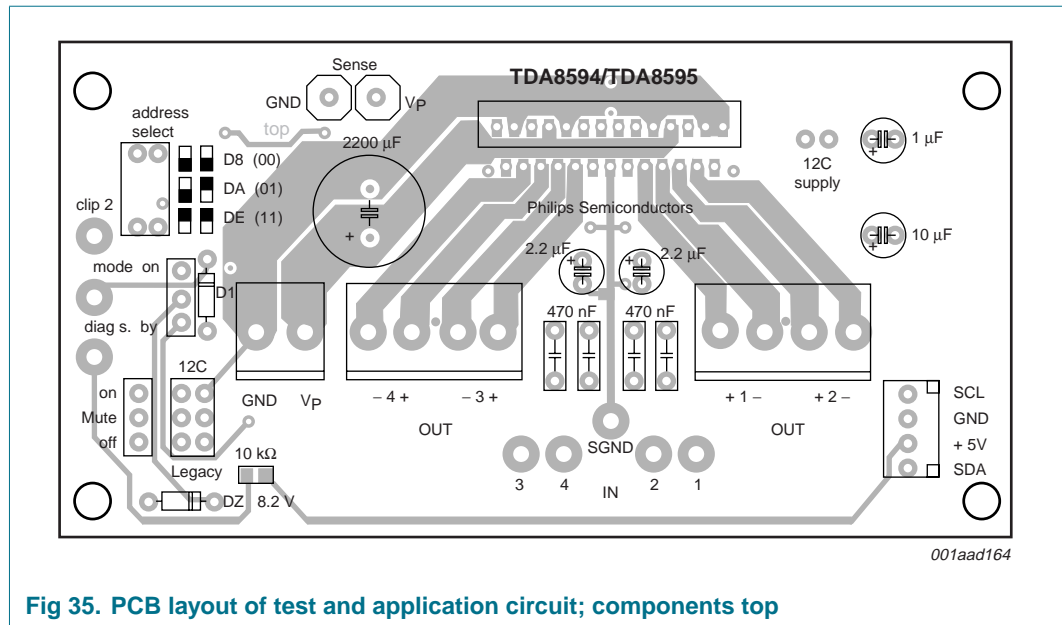 Sense
TDA8594/TDA8595
GND
VP
address
select
top
2200 µF
1 µF
D8 (00)
12C
supply
DA (01)
clip 2
DE (11)
Philips Semiconductors
10 µF
+
+
+
+
+
2.2 µF
2.2 µF
mode on
D1
diag s. by
470 nF
470 nF
12C
on
GND
VP
− 4 +
− 3 +
+ 1 −
+ 2 -
SCL
Mute
OUT
OUT
GND
off
SGND
+ 5V
Legacy
10 kΩ
SDA
DZ
8.2 V
3
4
IN
2
1
001aad164
Fig 35. PCB layout of test and application circuit; components top